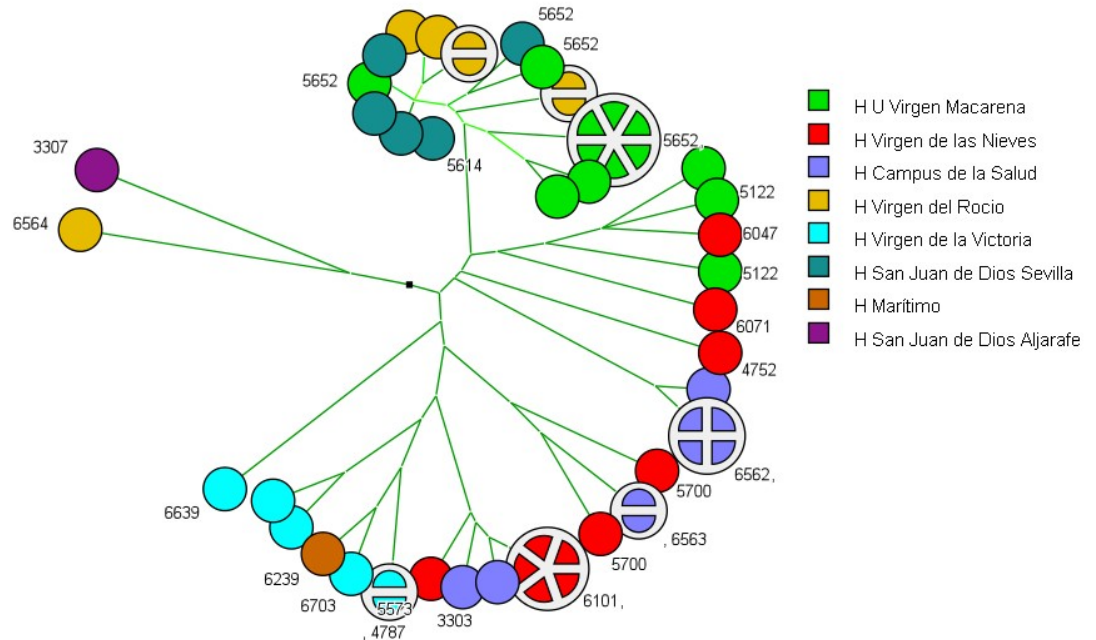 5652
5652
5652
5614
5652,
3307
6564
5122
6047
5122
6071
4752
6562,
5700
, 6563
5700
6101,
3303
5573
, 4787
6703
6239
6639
H U Virgen Macarena
H Virgen de las Nieves
H Campus de la Salud
H Virgen del Rocio
H Virgen de la Victoria
H San Juan de Dios Sevilla
H Marítimo
H San Juan de Dios Aljarafe